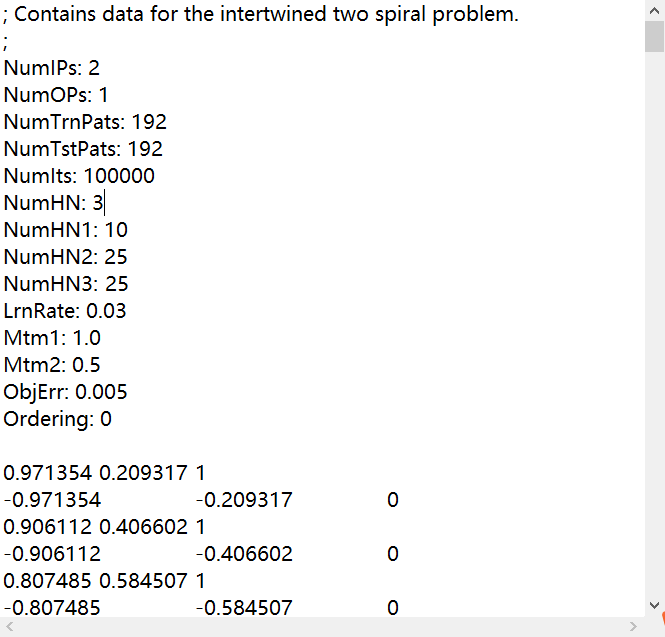 ; Contains data for the intertwined two spiral problem.
;
NumIPs: 2
NumOPs: 1
NumTrnPats: 192
NumTstPats: 192
NumIts: 100000
NumHN: 3
NumHN1: 10
NumHN2: 25
NumHN3: 25
LrnRate: 0.03
Mtm1: 1.0
Mtm2: 0.5
ObjErr: 0.005
Ordering: 0

0.971354 0.209317 1
-0.971354 -0.209317 0
0.906112 0.406602 1
-0.906112 -0.406602 0
0.807485 0.584507 1
-0.807485 -0.584507 0